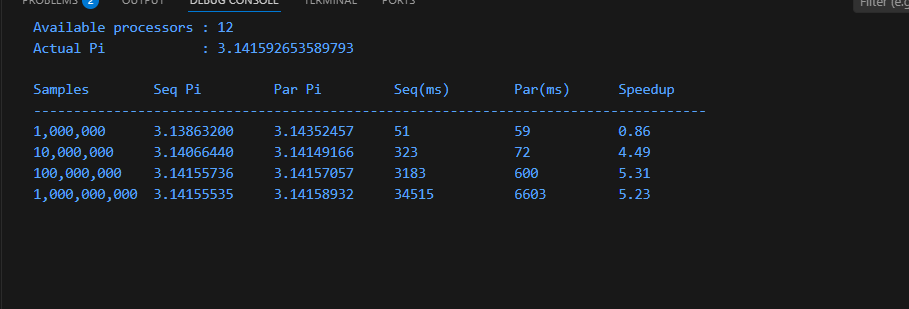 PROBLEMS 2 OUTPUT DEBUG CONSOLE TERMINAL PORTS Filter (e.g
Available processors : 12
Actual Pi : 3.141592653589793
Samples Seq Pi Par Pi Seq(ms) Par(ms) Speedup
------------------------------------------------------------------------------------
1,000,000 3.13863200 3.14352457 51 59 0.86
10,000,000 3.14066440 3.14149166 323 72 4.49
100,000,000 3.14155736 3.14157057 3183 600 5.31
1,000,000,000 3.14155535 3.14158932 34515 6603 5.23